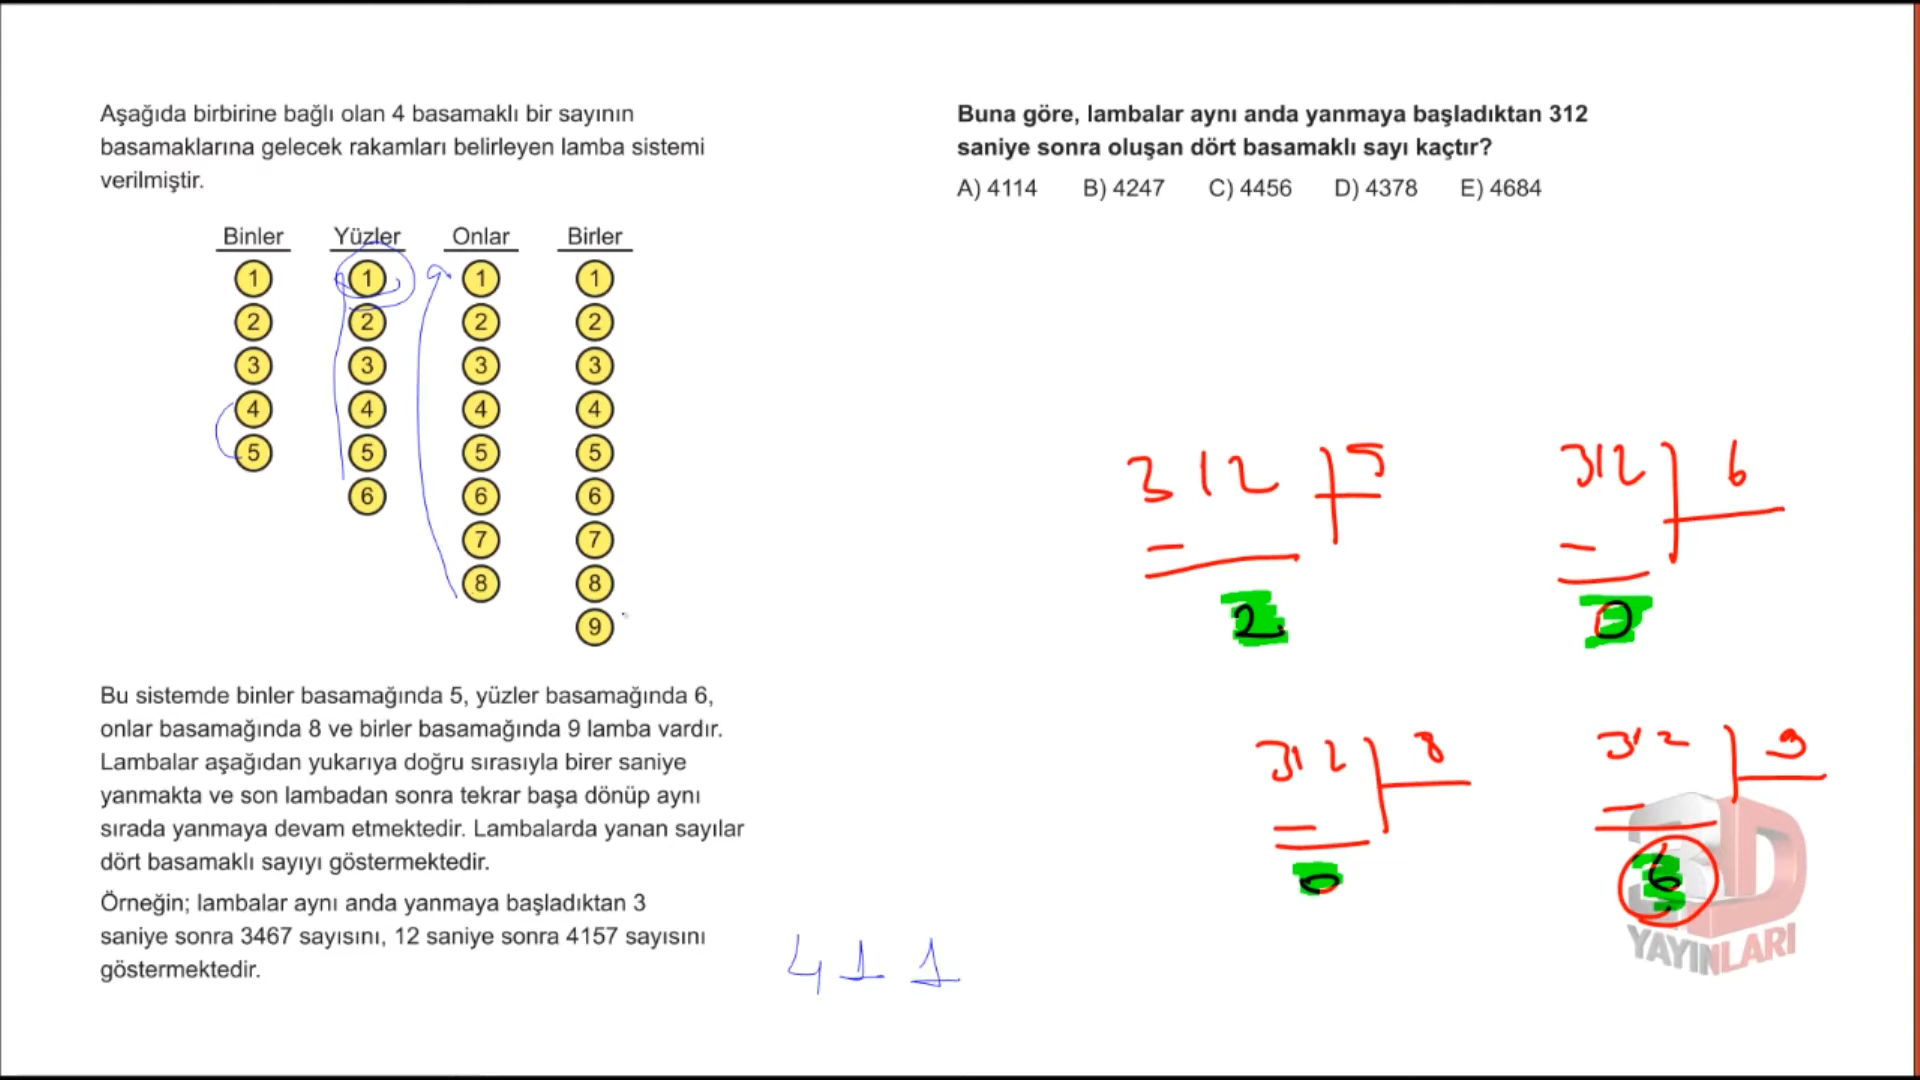 Aşağıda birbirine bağlı olan 4 basamaklı bir sayının
basamaklarına gelecek rakamları belirleyen lamba sistemi
verilmiştir.
Binler Yüzler Onlar Birler
1 1 1 1
2 2 2 2
3 3 3 3
4 4 4 4
5 5 5 5
6 6 6
7 7
8 8
9
Bu sistemde binler basamağında 5, yüzler basamağında 6,
onlar basamağında 8 ve birler basamağında 9 lamba vardır.
Lambalar aşağıdan yukarıya doğru sırasıyla birer saniye
yanmakta ve son lambadan sonra tekrar başa dönüp aynı
sırada yanmaya devam etmektedir. Lambalarda yanan sayılar
dört basamaklı sayıyı göstermektedir.
Örneğin; lambalar aynı anda yanmaya başladıktan 3
saniye sonra 3467 sayısını, 12 saniye sonra 4157 sayısını
göstermektedir.
4 1 1
Buna göre, lambalar aynı anda yanmaya başladıktan 312
saniye sonra oluşan dört basamaklı sayı kaçtır?
A) 4114 B) 4247 C) 4456 D) 4378 E) 4684
312 5
2
312 6
0
312 8
0
312 9
6
3D
YAYINLARI